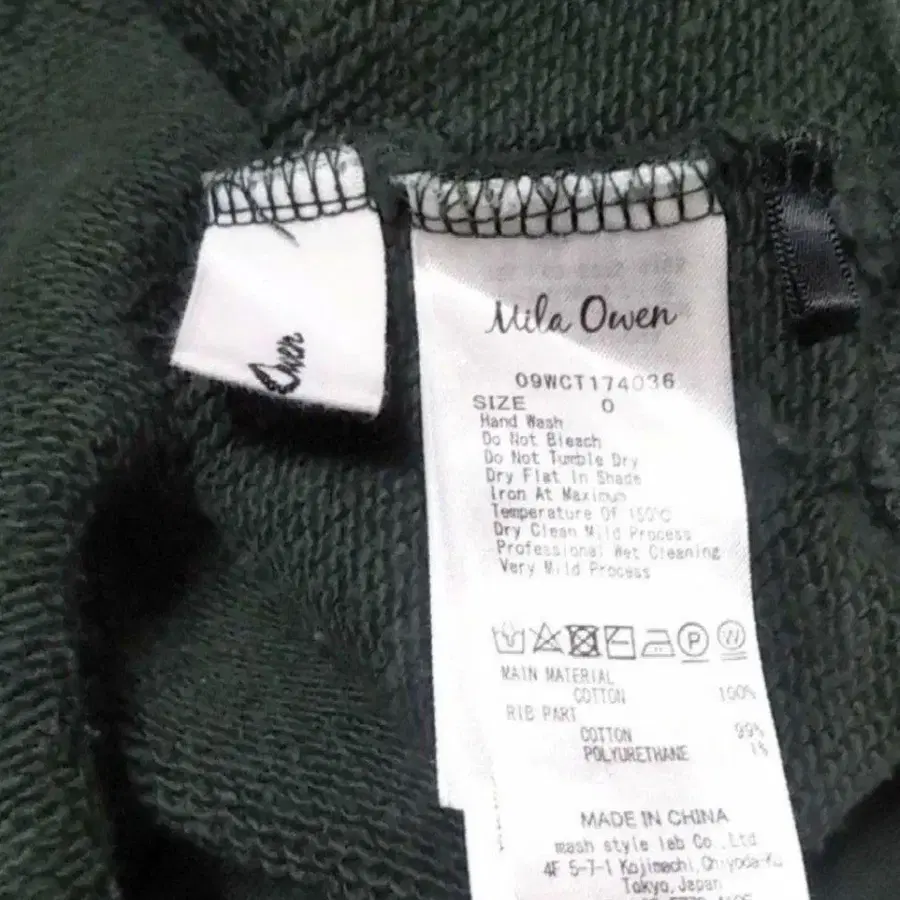 Owen
Mila Owen
09WCT174036
SIZE 0
Hand Wash
Do Not Bleach
Do Not Tumble Dry
Dry Flat In Shade
Iron At Maximum
Temperature Of 150°C
Dry Clean Mild Process
Professional Wet Cleaning
Very Mild Process
P W
MAIN MATERIAL
COTTON 100%
RIB PART
COTTON 99%
POLYURETHANE 1%
MADE IN CHINA
mash style lab Co.,Ltd
4F 5-7-1 Kojimachi, Chiyoda-Ku
Tokyo, Japan